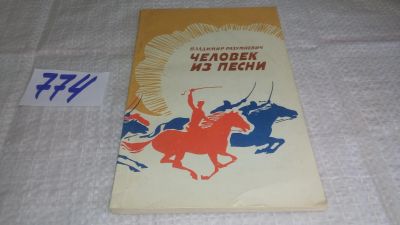 774
ВЛАДИМИР РАЗУМНЕВИЧ
ЧЕЛОВЕК
ИЗ ПЕСНИ